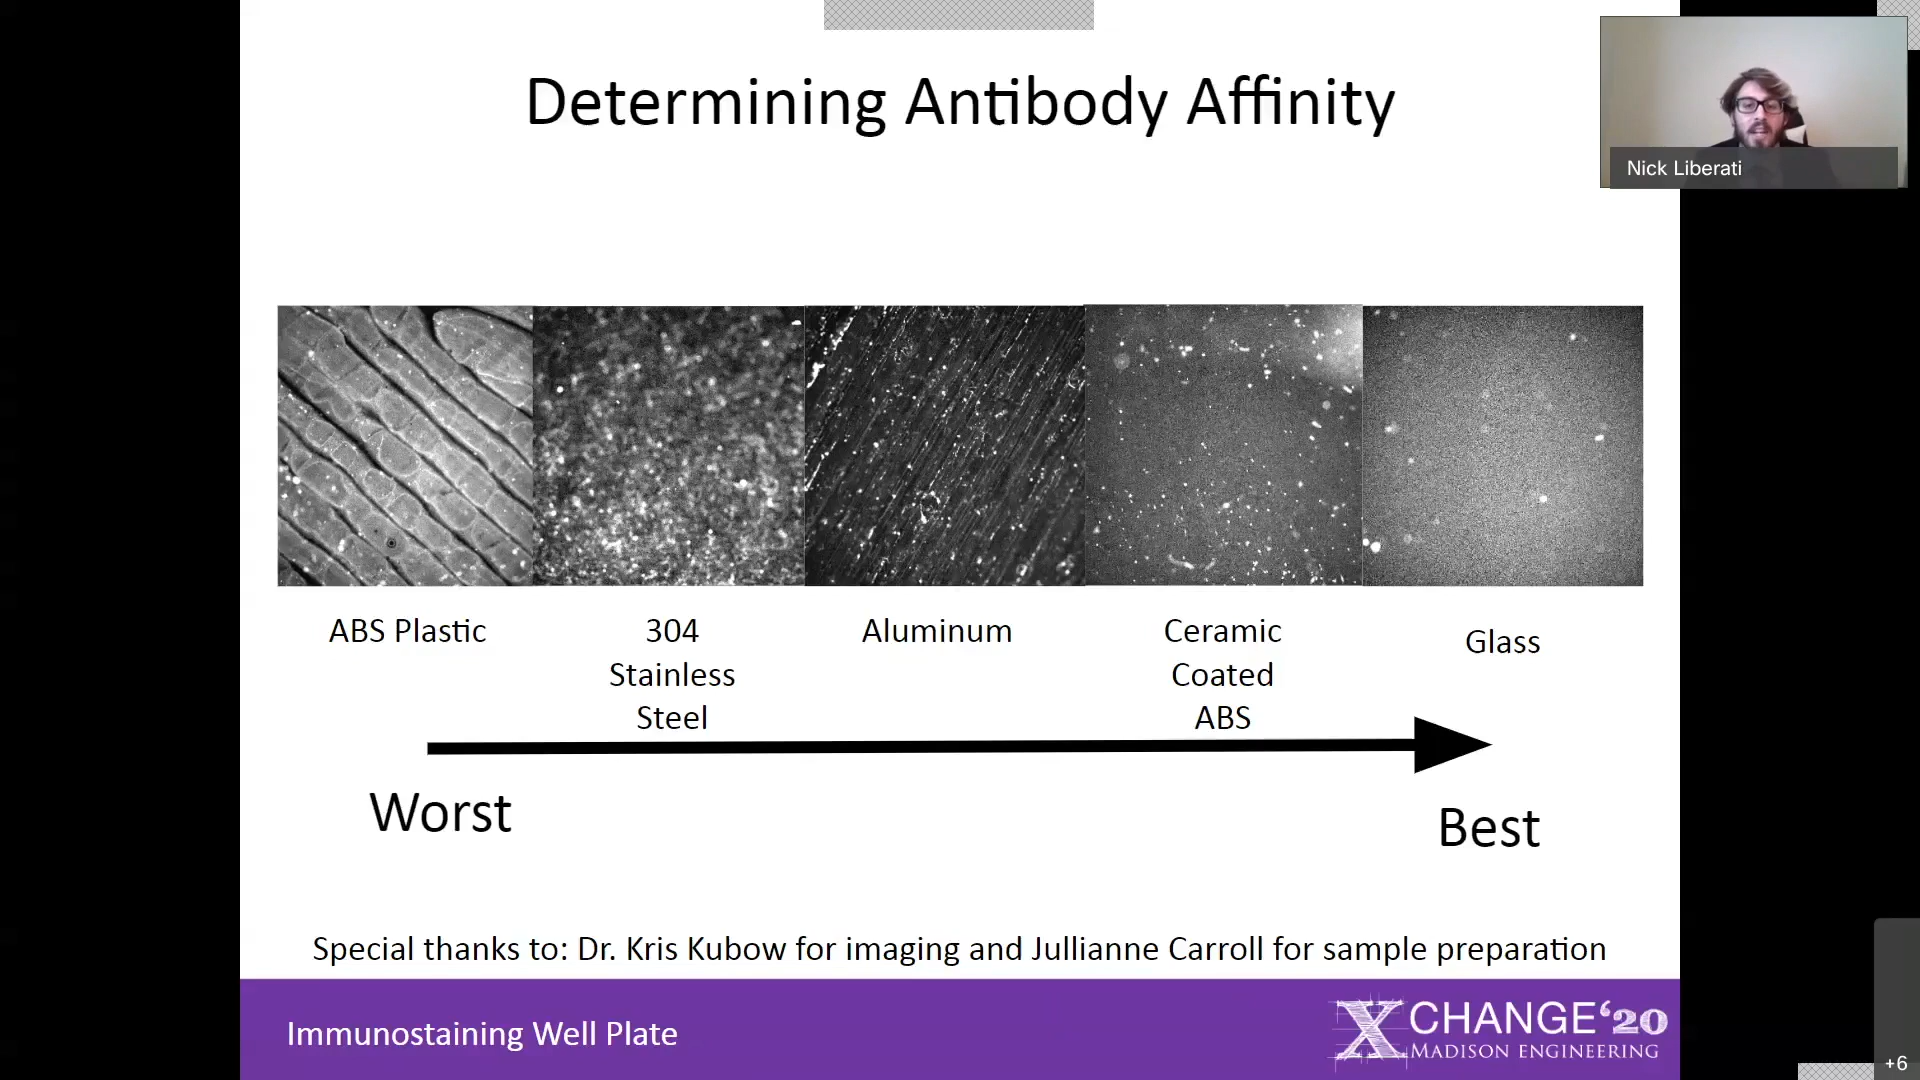 Determining Antibody Affinity
Nick Liberati
ABS Plastic
304
Stainless
Steel
Aluminum
Ceramic
Coated
ABS
Glass
Worst
Best
Special thanks to: Dr. Kris Kubow for imaging and Jullianne Carroll for sample preparation
Immunostaining Well Plate
XCHANGE‘20
MADISON ENGINEERING
+6